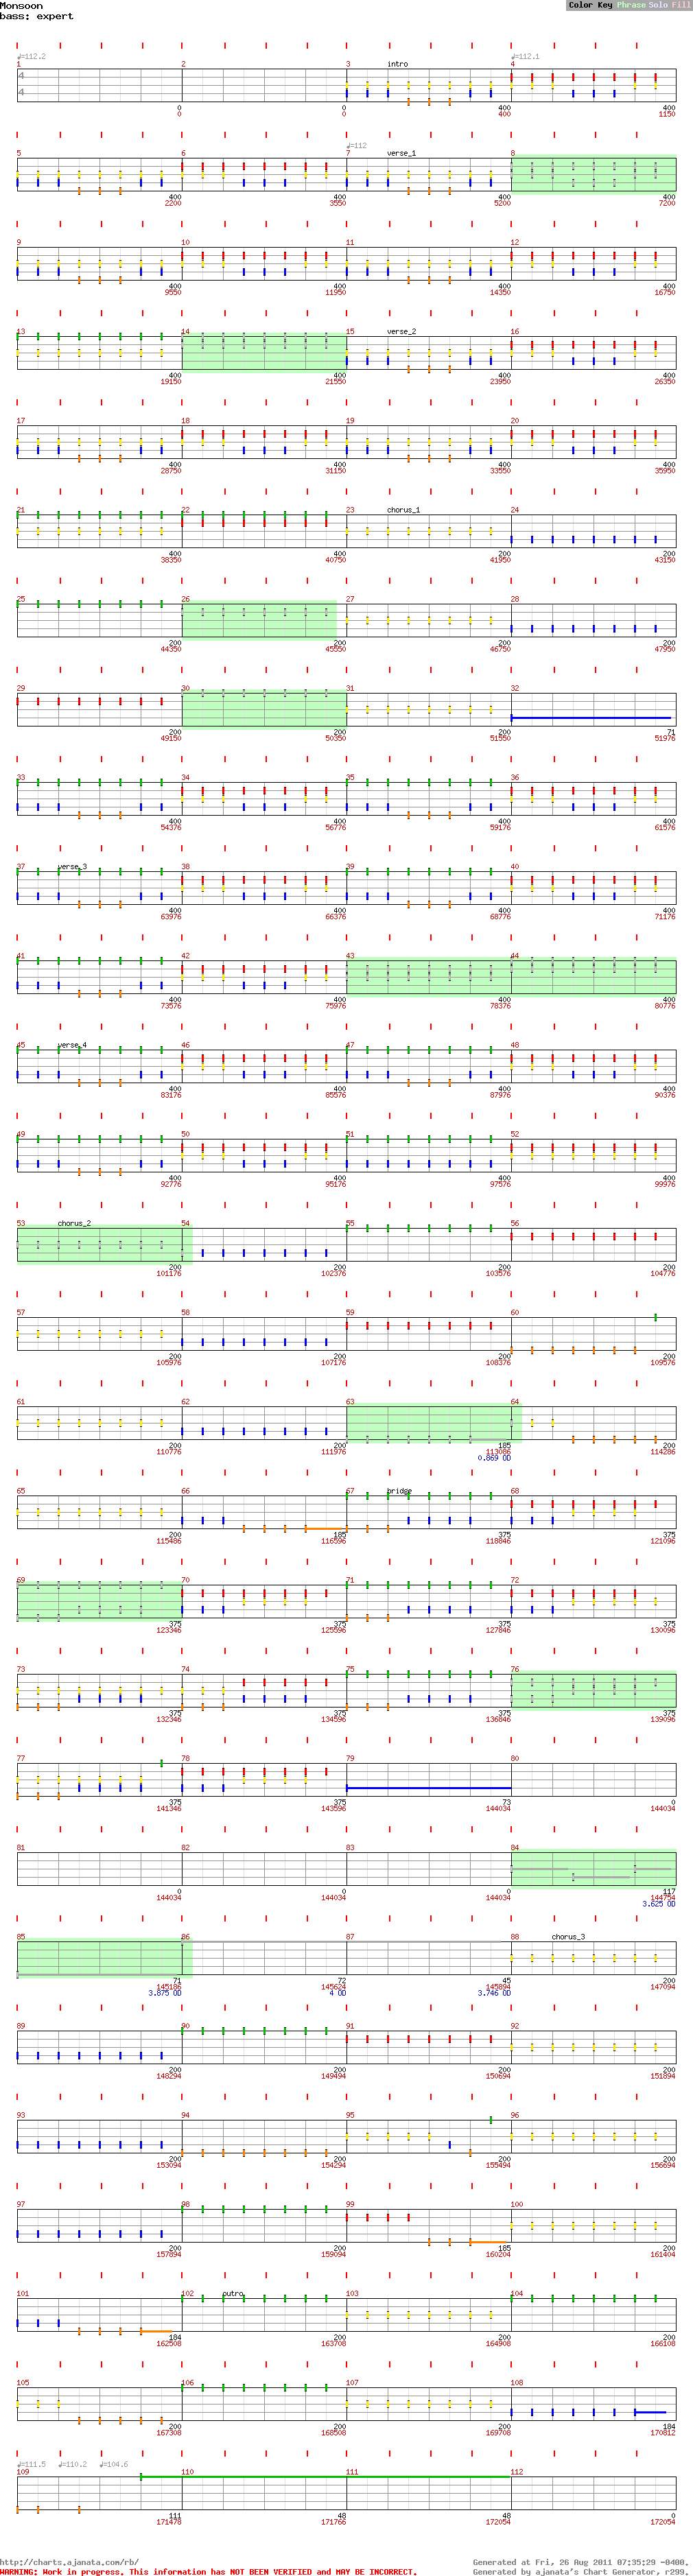 Monsoon
bass: expert
Color Key Phrase Solo Fill
♩=112.2 ♩=112.1
1 2 3 intro 4
4
4
0 0 400 400
0 400 1150
♩=112
5 6 7 verse_1 8
400 400 400 400
2200 3550 5200 7200
9 10 11 12
400 400 400 400
9550 11950 14350 16750
13 14 15 verse_2 16
400 400 400 400
19150 21550 23950 26350
17 18 19 20
400 400 400 400
28750 31150 33550 35950
21 22 23 chorus_1 24
400 400 200 200
38350 40750 41950 43150
25 26 27 28
200 200 200 200
44350 45550 46750 47950
29 30 31 32
200 200 200 71
49150 50350 51550 51976
33 34 35 36
400 400 400 400
54376 56776 59176 61576
37 verse_3 38 39 40
400 400 400 400
63976 66376 68776 71176
41 42 43 44
400 400 400 400
73576 75976 78376 80776
45 verse_4 46 47 48
400 400 400 400
83176 85576 87976 90376
49 50 51 52
400 400 400 400
92776 95176 97576 99976
53 chorus_2 54 55 56
200 200 200 200
101176 102376 103576 104776
57 58 59 60
200 200 200 200
105976 107176 108376 109576
61 62 63 64
200 200 185 200
110776 111976 113086 114286
0.869 OD
65 66 67 bridge 68
200 185 375 375
115486 116596 118846 121096
69 70 71 72
375 375 375 375
123346 125596 127846 130096
73 74 75 76
375 375 375 375
132346 134596 136846 139096
77 78 79 80
375 375 73 0
141346 143596 144034 144034
81 82 83 84
0 0 0 117
144034 144034 144034 144754
3.625 OD
85 86 87 88 chorus_3
71 72 45 200
145186 145624 145894 147094
3.875 OD 4 OD 3.746 OD
89 90 91 92
200 200 200 200
148294 149494 150694 151894
93 94 95 96
200 200 200 200
153094 154294 155494 156694
97 98 99 100
200 200 185 200
157894 159094 160204 161404
101 102 outro 103 104
184 200 200 200
162508 163708 164908 166108
105 106 107 108
200 200 200 184
167308 168508 169708 170812
♩=111.5 ♩=110.2 ♩=104.6
109 110 111 112
111 48 48 0
171478 171766 172054 172054
http://charts.ajanata.com/rb/ Generated at Fri, 26 Aug 2011 07:35:29 -0400.
WARNING: Work in progress. This information has NOT BEEN VERIFIED and MAY BE INCORRECT. Generated by ajanata's Chart Generator, r299.